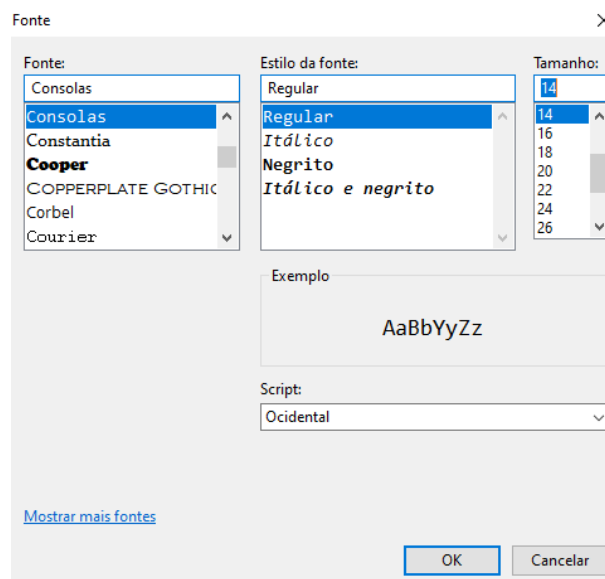 Fonte
Fonte:
Consolas
Consolas
Constantia
Cooper
COPPERPLATE GOTHIC
Corbel
Courier
Estilo da fonte:
Regular
Regular
Itálico
Negrito
Itálico e negrito
Tamanho:
14
14
16
18
20
22
24
26
Exemplo
AaBbYyZz
Script:
Ocidental
Mostrar mais fontes
OK
Cancelar